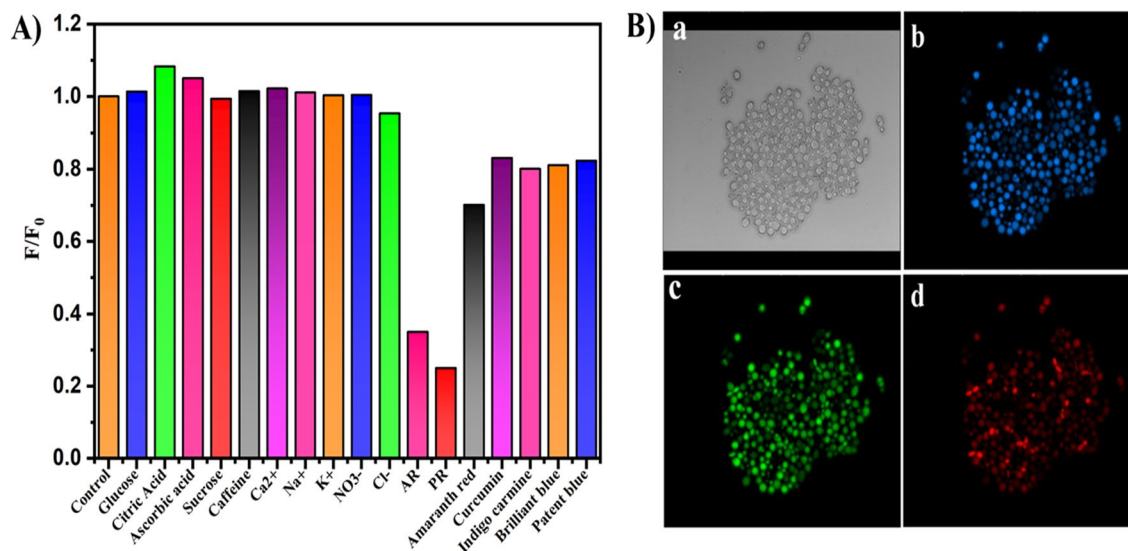 A)
F/F0
1.2
1.0
0.8
0.6
0.4
0.2
0.0
Control
Glucose
Citric Acid
Ascorbic acid
Sucrose
Caffeine
Ca2+
Na+
K+
NO3-
Cl-
AR
PR
Amaranth red
Curcumin
Indigo carmine
Brilliant blue
Patent blue
B)
a
b
c
d